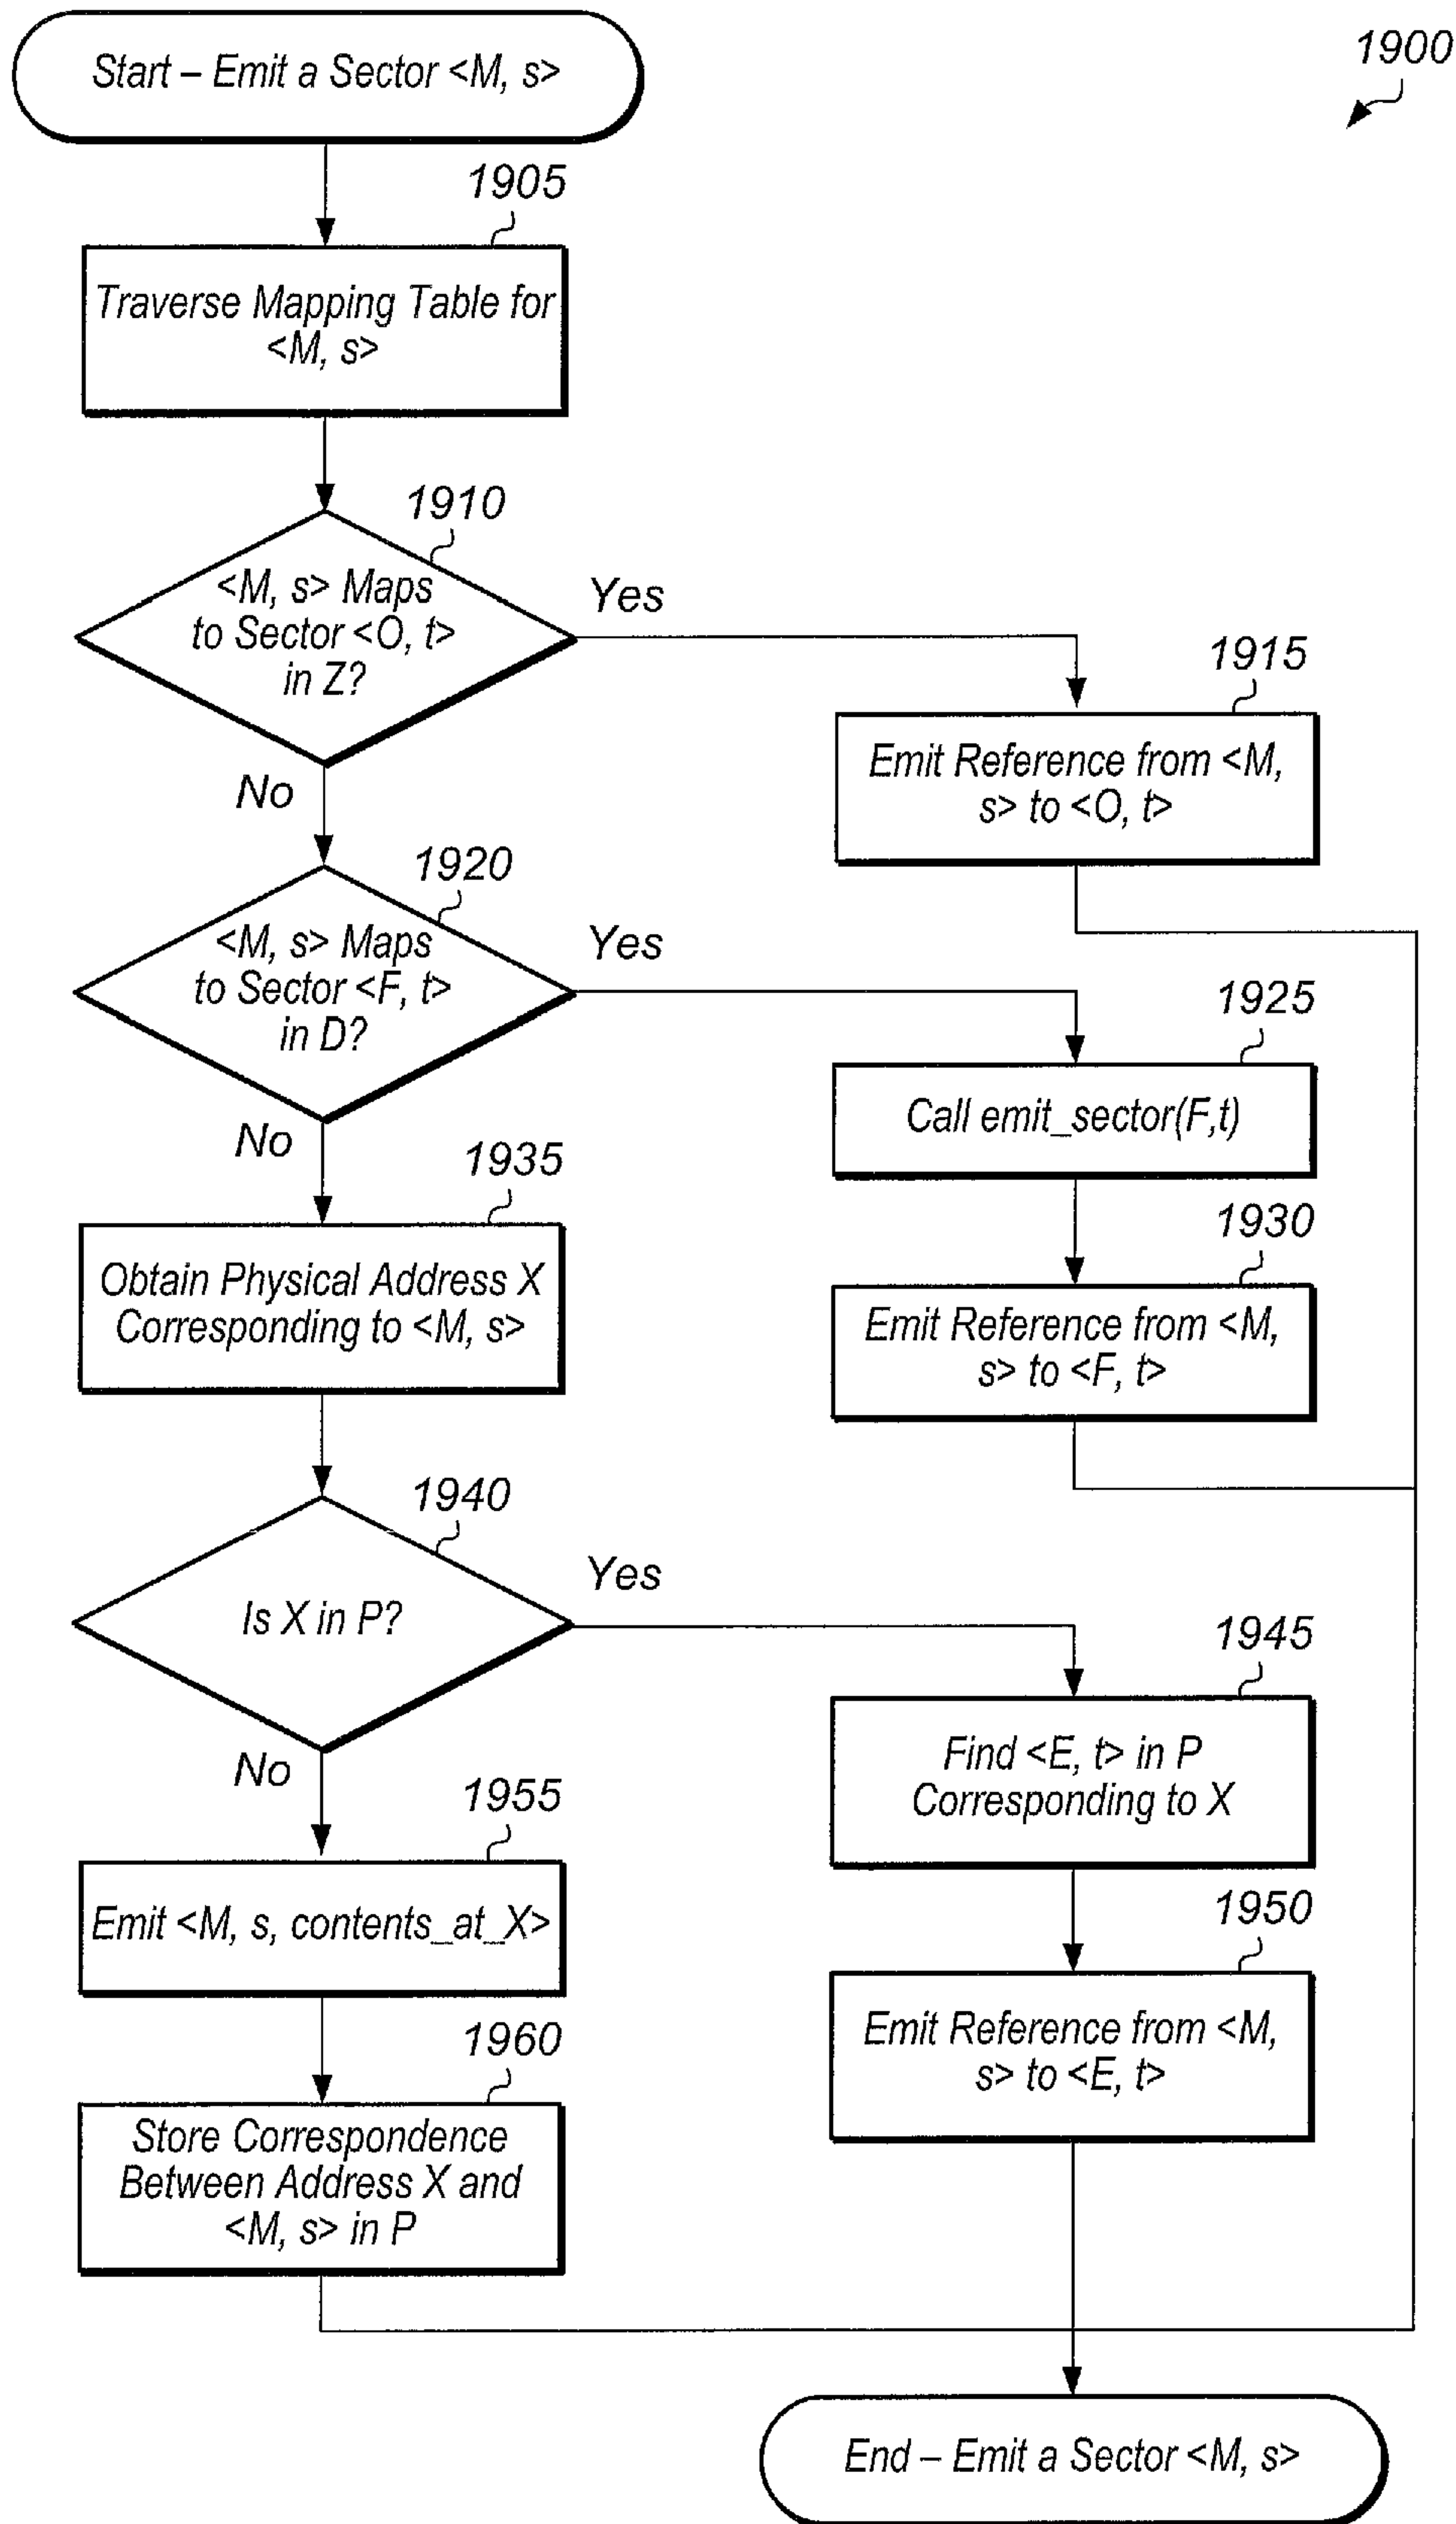 Start – Emit a Sector <M, s>
1900
1905
Traverse Mapping Table for
<M, s>
1910
<M, s> Maps
to Sector <O, t>
in Z?
Yes
1915
Emit Reference from <M,
s> to <O, t>
No
1920
<M, s> Maps
to Sector <F, t>
in D?
Yes
1925
Call emit_sector(F,t)
No
1935
Obtain Physical Address X
Corresponding to <M, s>
1930
Emit Reference from <M,
s> to <F, t>
1940
Is X in P?
Yes
1945
Find <E, t> in P
Corresponding to X
No
1955
Emit <M, s, contents_at_X>
1950
Emit Reference from <M,
s> to <E, t>
1960
Store Correspondence
Between Address X and
<M, s> in P
End – Emit a Sector <M, s>